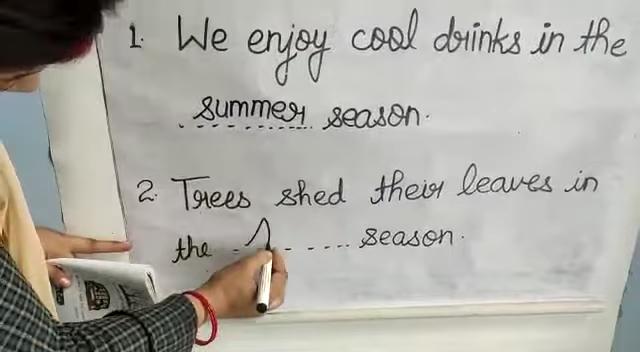 1. We enjoy cool drinks in the
summer season.
2. Trees shed their leaves in
the ........ season.